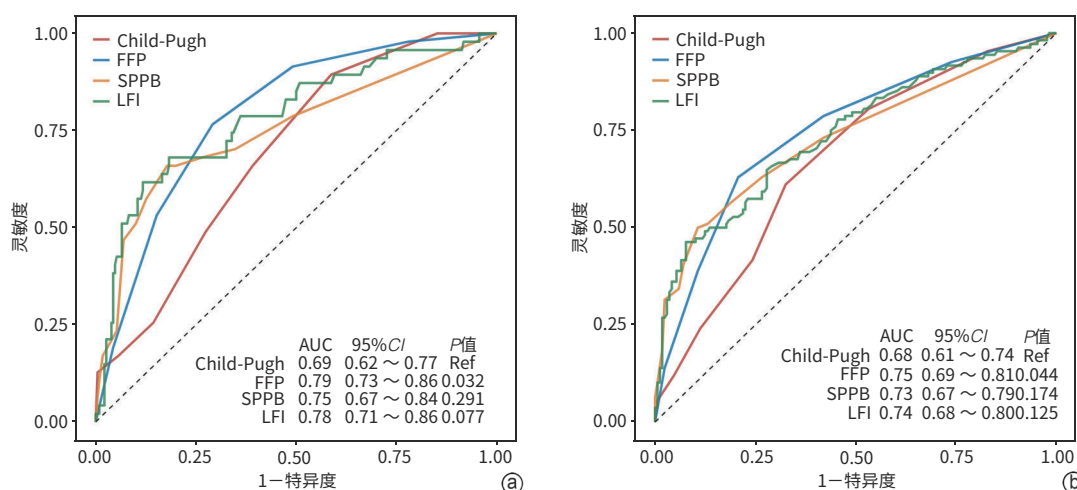 1.00
0.75
0.50
0.25
0.00
灵敏度
Child-Pugh
FFP
SPPB
LFI
AUC 95%CI P值
Child-Pugh 0.69 0.62～0.77 Ref
FFP 0.79 0.73～0.86 0.032
SPPB 0.75 0.67～0.84 0.291
LFI 0.78 0.71～0.86 0.077
0.00 0.25 0.50 0.75 1.00
1－特异度
ⓐ
1.00
0.75
0.50
0.25
0.00
灵敏度
Child-Pugh
FFP
SPPB
LFI
AUC 95%CI P值
Child-Pugh 0.68 0.61～0.74 Ref
FFP 0.75 0.69～0.81 0.044
SPPB 0.73 0.67～0.79 0.174
LFI 0.74 0.68～0.80 0.125
0.00 0.25 0.50 0.75 1.00
1－特异度
ⓑ